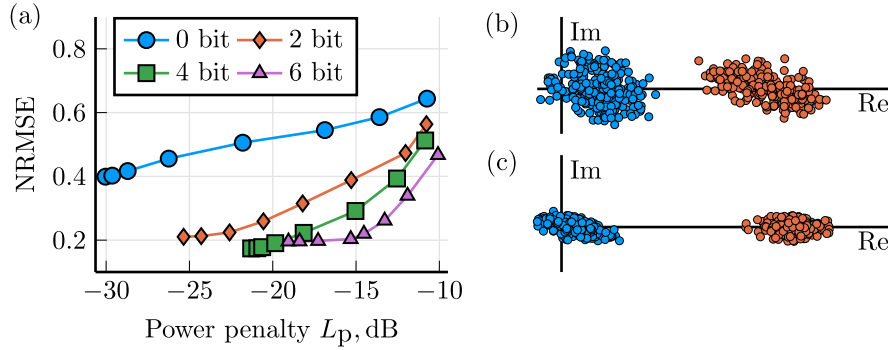 (a)
0 bit 2 bit
4 bit 6 bit
NRMSE
0.8
0.6
0.4
0.2
−30 −25 −20 −15 −10
Power penalty Lp, dB
(b)
Im
Re
(c)
Im
Re